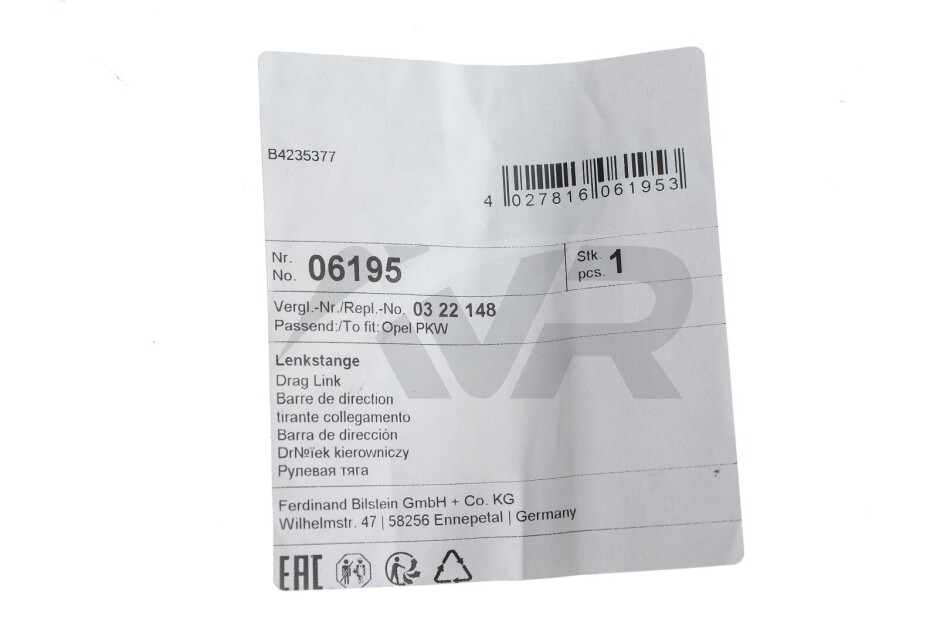 B4235377
4 027816 061953
Nr.
No. 06195
Stk.
pcs. 1
Vergl.-Nr./Repl.-No. 03 22 148
Passend:/To fit: Opel PKW
Lenkstange
Drag Link
Barre de direction
tirante collegamento
Barra de dirección
Dr№їek kierowniczy
Рулевая тяга
Ferdinand Bilstein GmbH + Co. KG
Wilhelmstr. 47 | 58256 Ennepetal | Germany
EAC
AVR